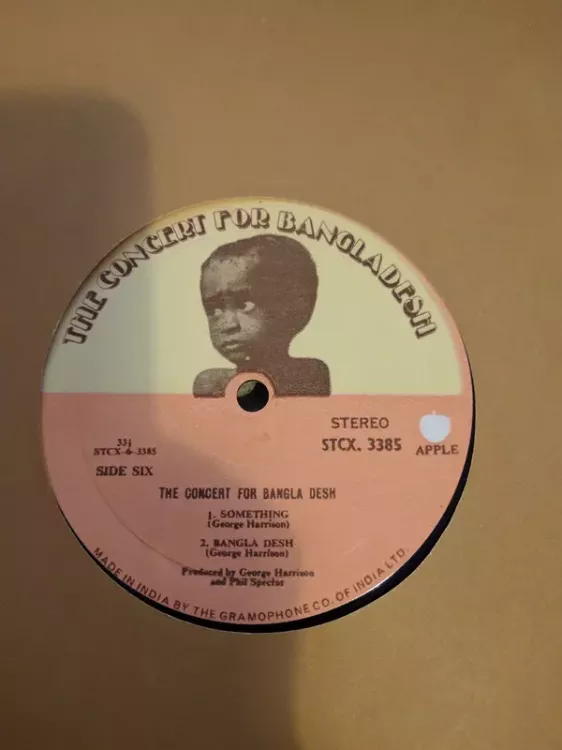 THE CONCERT FOR BANGLADESH
STEREO
STCX. 3385
APPLE
33⅓
STCX-6-3385
SIDE SIX
THE CONCERT FOR BANGLA DESH
1. SOMETHING
(George Harrison)
2. BANGLA DESH
(George Harrison)
Produced by George Harrison
and Phil Spector
MADE IN INDIA BY THE GRAMOPHONE CO. OF INDIA LTD.